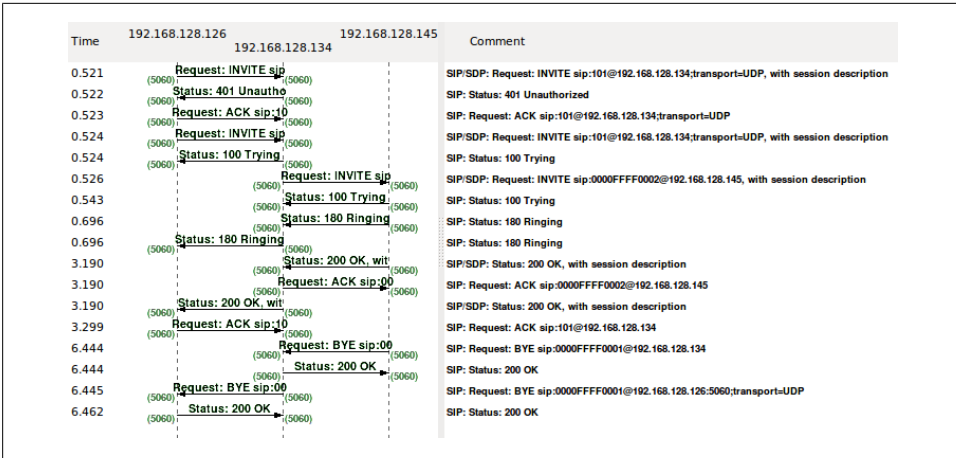 Time 192.168.128.126 192.168.128.134 192.168.128.145 Comment
0.521 (5060) Request: INVITE sip (5060) SIP/SDP: Request: INVITE sip:101@192.168.128.134;transport=UDP, with session description
0.522 (5060) Status: 401 Unautho (5060) SIP: Status: 401 Unauthorized
0.523 (5060) Request: ACK sip:10 (5060) SIP: Request: ACK sip:101@192.168.128.134;transport=UDP
0.524 (5060) Request: INVITE sip (5060) SIP/SDP: Request: INVITE sip:101@192.168.128.134;transport=UDP, with session description
0.524 (5060) Status: 100 Trying (5060) SIP: Status: 100 Trying
0.526 (5060) Request: INVITE sip (5060) SIP/SDP: Request: INVITE sip:0000FFFF0002@192.168.128.145, with session description
0.543 (5060) Status: 100 Trying (5060) SIP: Status: 100 Trying
0.696 (5060) Status: 180 Ringing (5060) SIP: Status: 180 Ringing
0.696 (5060) Status: 180 Ringing (5060) SIP: Status: 180 Ringing
3.190 (5060) Status: 200 OK, wit (5060) SIP/SDP: Status: 200 OK, with session description
3.190 (5060) Request: ACK sip:00 (5060) SIP: Request: ACK sip:0000FFFF0002@192.168.128.145
3.190 (5060) Status: 200 OK, wit (5060) SIP/SDP: Status: 200 OK, with session description
3.299 (5060) Request: ACK sip:10 (5060) SIP: Request: ACK sip:101@192.168.128.134
6.444 (5060) Request: BYE sip:00 (5060) SIP: Request: BYE sip:0000FFFF0001@192.168.128.134
6.444 (5060) Status: 200 OK (5060) SIP: Status: 200 OK
6.445 (5060) Request: BYE sip:00 (5060) SIP: Request: BYE sip:0000FFFF0001@192.168.128.126:5060;transport=UDP
6.462 (5060) Status: 200 OK (5060) SIP: Status: 200 OK